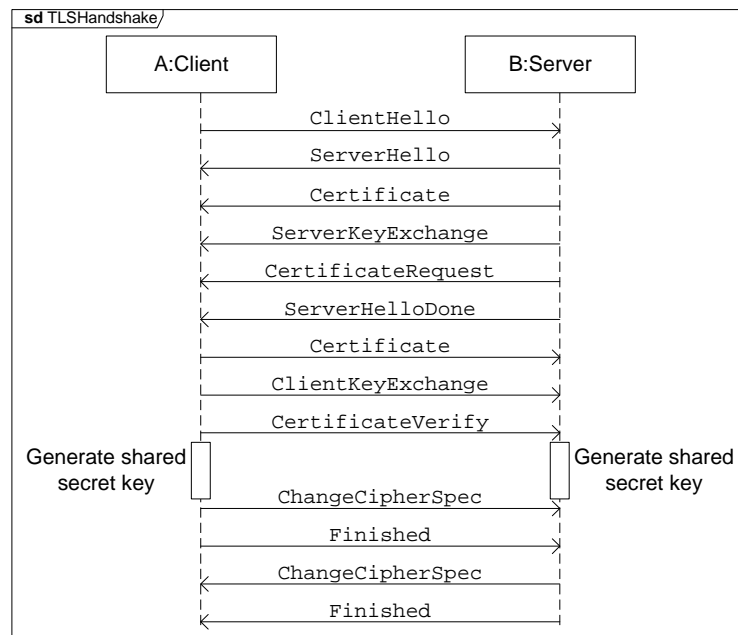 sd TLSHandshake
A:Client
B:Server
ClientHello
ServerHello
Certificate
ServerKeyExchange
CertificateRequest
ServerHelloDone
Certificate
ClientKeyExchange
CertificateVerify
Generate shared
secret key
Generate shared
secret key
ChangeCipherSpec
Finished
ChangeCipherSpec
Finished